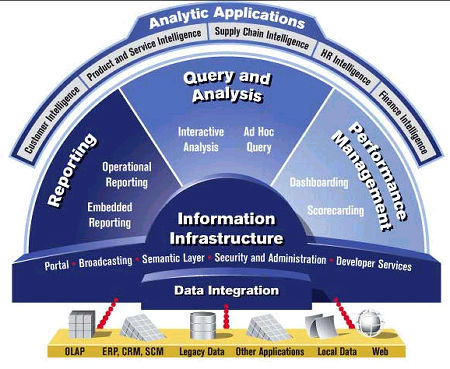 Analytic Applications
Customer Intelligence
Product and Service Intelligence
Supply Chain Intelligence
HR Intelligence
Finance Intelligence
Reporting
Operational
Reporting
Embedded
Reporting
Query and
Analysis
Interactive
Analysis
Ad Hoc
Query
Performance
Management
Dashboarding
Scorecarding
Information
Infrastructure
Portal • Broadcasting • Semantic Layer • Security and Administration • Developer Services
Data Integration
OLAP
ERP, CRM, SCM
Legacy Data
Other Applications
Local Data
Web